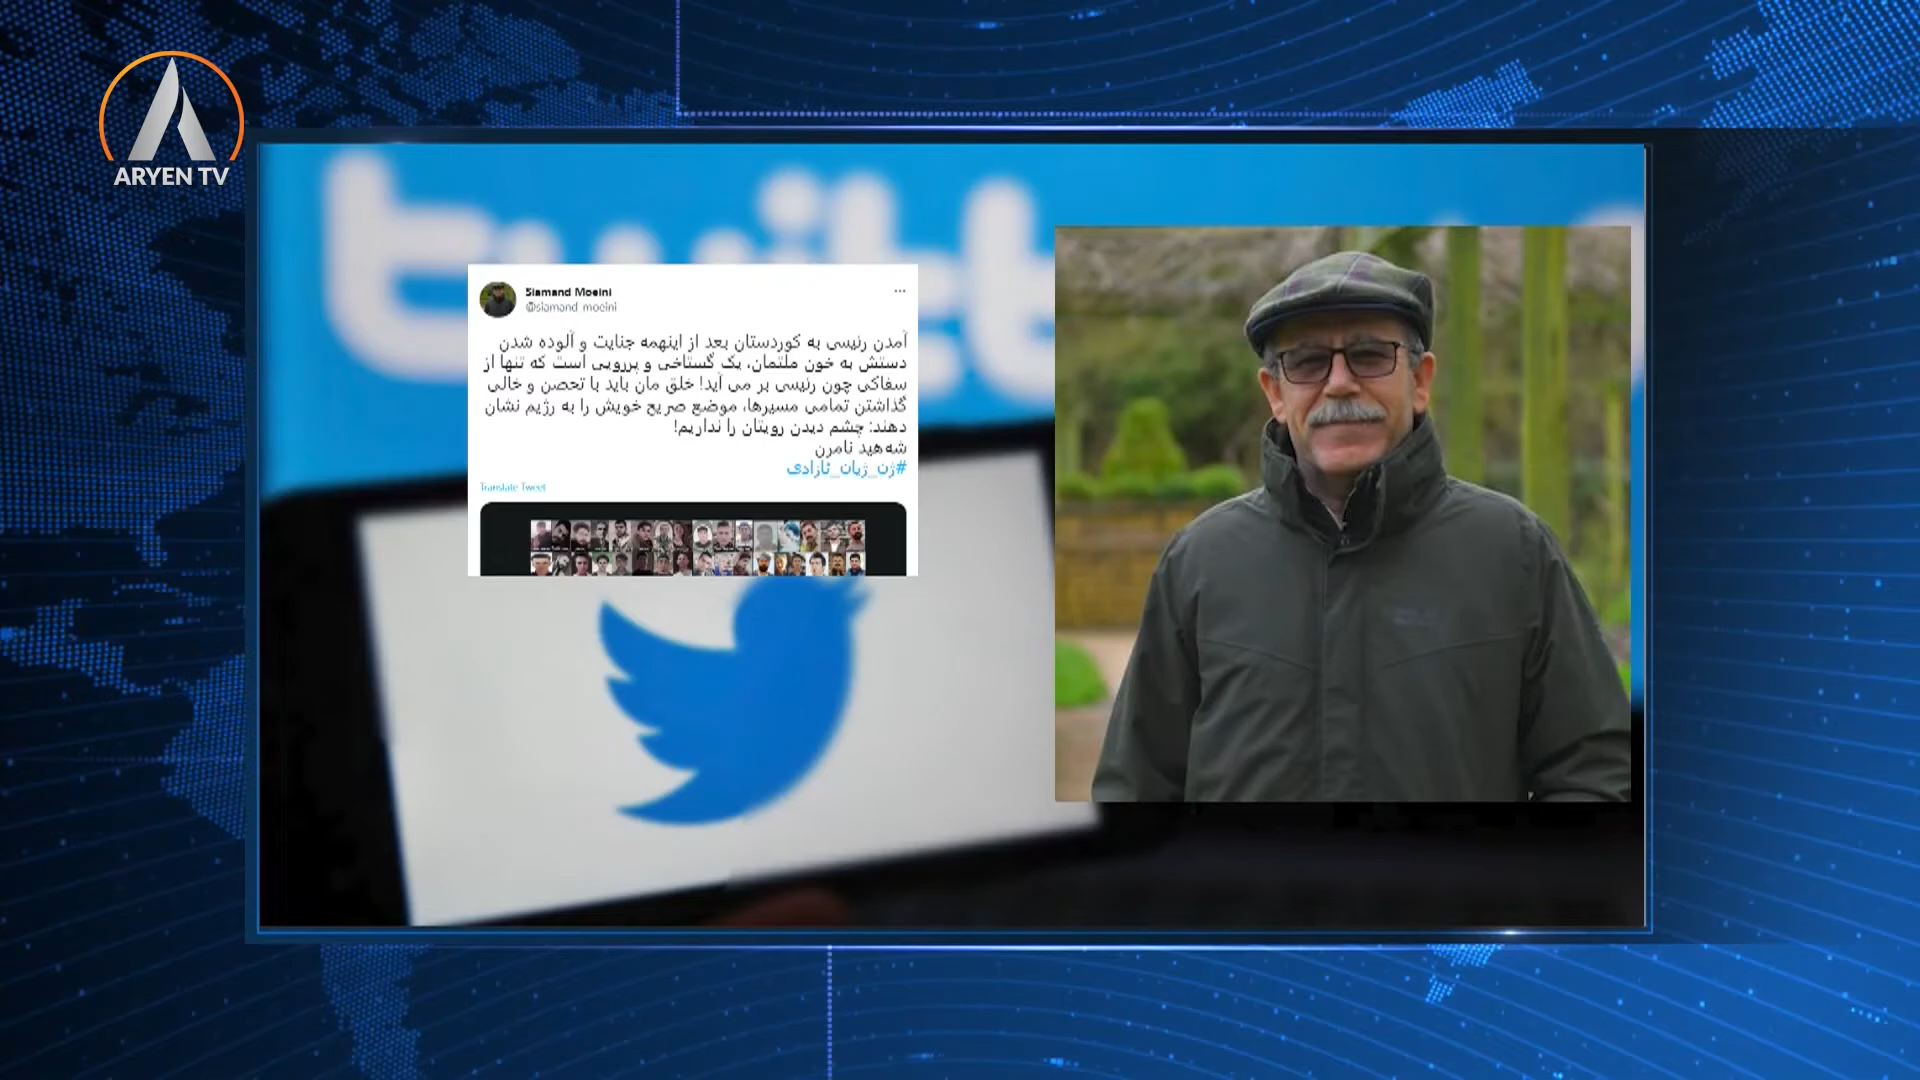 ARYEN TV
twitt
Siamand Moeini
@siamand_moeini
آمدن رئیسی به کوردستان بعد از اینهمه جنایت و آلوده شدن
دستش به خون ملتمان، یک گستاخی و پررویی است که تنها از
سفاکی چون رئیسی بر می آید! خلق مان باید با تحصن و خالی
گذاشتن تمامی مسیرها، موضع صریح خویش را به رژیم نشان
دهند: چشم دیدن رویتان را نداریم!
شەهید نامرن
#ژن_ژیان_ئازادی
Translate Tweet